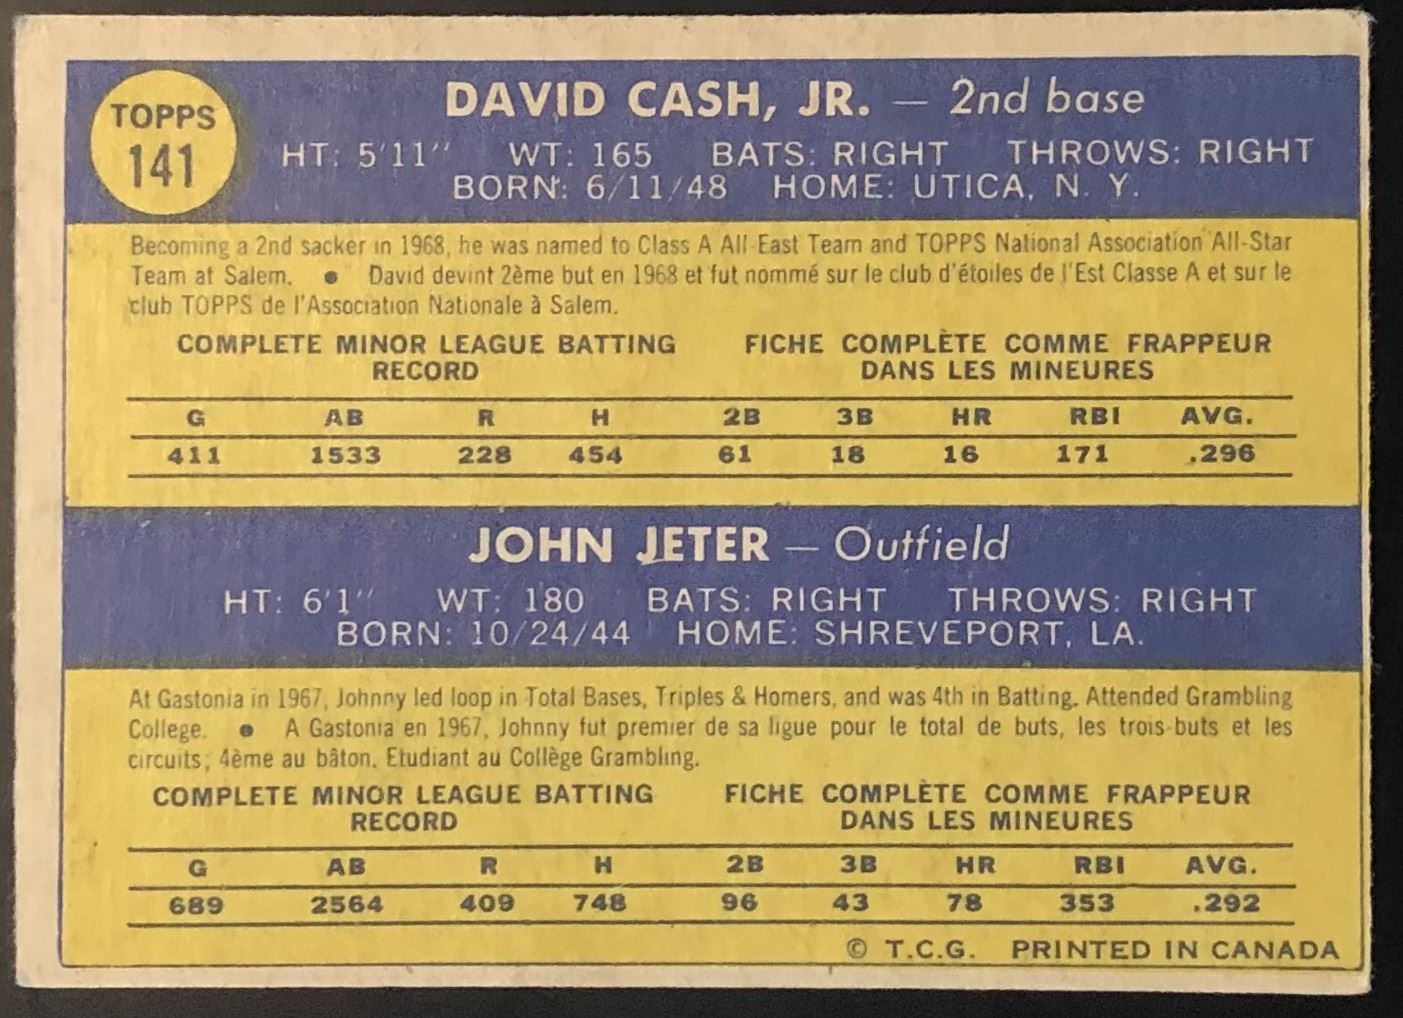 TOPPS
141
DAVID CASH, JR. — 2nd base
HT: 5'11" WT: 165 BATS: RIGHT THROWS: RIGHT
BORN: 6/11/48 HOME: UTICA, N. Y.
Becoming a 2nd sacker in 1968, he was named to Class A All-East Team and TOPPS National Association All-Star
Team at Salem. ● David devint 2ème but en 1968 et fut nommé sur le club d'étoiles de l'Est Classe A et sur le
club TOPPS de l'Association Nationale à Salem.
COMPLETE MINOR LEAGUE BATTING RECORD
FICHE COMPLÈTE COMME FRAPPEUR DANS LES MINEURES
G AB R H 2B 3B HR RBI AVG.
411 1533 228 454 61 18 16 171 .296
JOHN JETER — Outfield
HT: 6'1" WT: 180 BATS: RIGHT THROWS: RIGHT
BORN: 10/24/44 HOME: SHREVEPORT, LA.
At Gastonia in 1967, Johnny led loop in Total Bases, Triples & Homers, and was 4th in Batting. Attended Grambling
College. ● A Gastonia en 1967, Johnny fut premier de sa ligue pour le total de buts, les trois-buts et les
circuits; 4ème au bâton. Etudiant au Collège Grambling.
COMPLETE MINOR LEAGUE BATTING RECORD
FICHE COMPLÈTE COMME FRAPPEUR DANS LES MINEURES
G AB R H 2B 3B HR RBI AVG.
689 2564 409 748 96 43 78 353 .292
© T.C.G. PRINTED IN CANADA